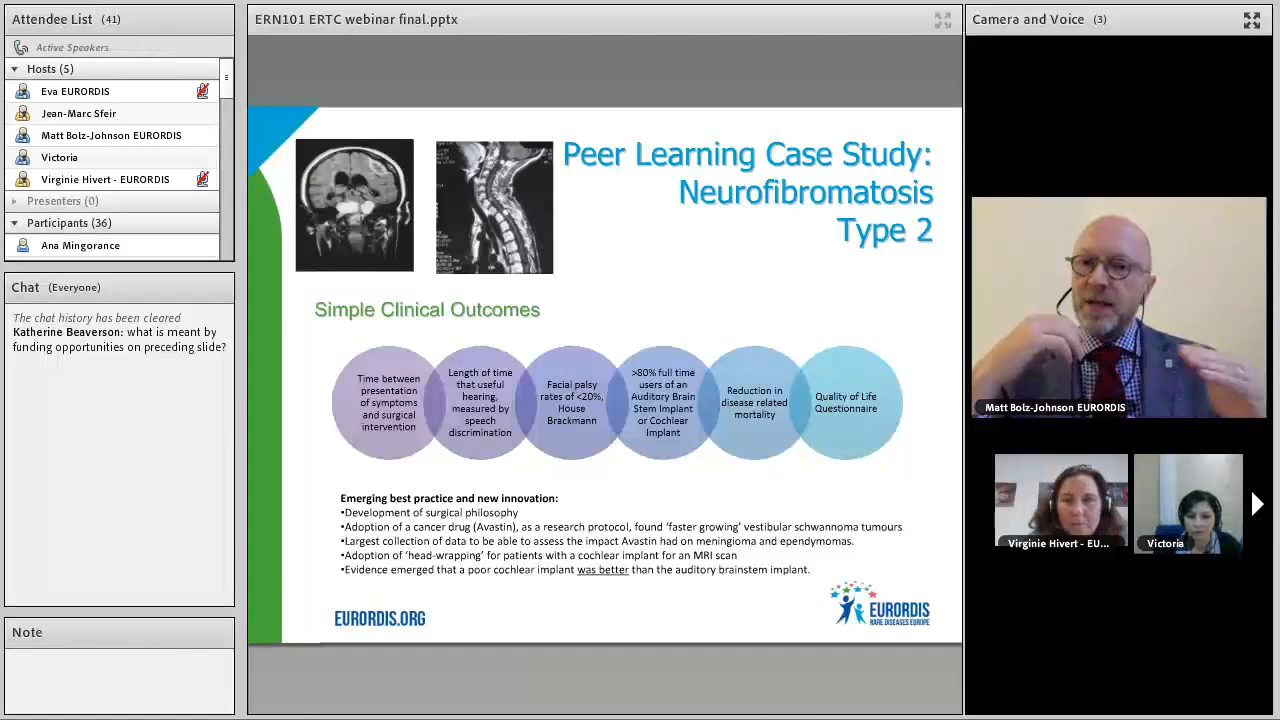 Attendee List (41)
Active Speakers
Hosts (5)
Eva EURORDIS
Jean-Marc Sfeir
Matt Bolz-Johnson EURORDIS
Victoria
Virginie Hivert - EURORDIS
Presenters (0)
Participants (36)
Ana Mingorance
Chat (Everyone)
The chat history has been cleared
Katherine Beaverson: what is meant by
funding opportunities on preceding slide?
Note
ERN101 ERTC webinar final.pptx
Peer Learning Case Study:
Neurofibromatosis
Type 2
Simple Clinical Outcomes
Time between
presentation
of symptoms
and surgical
intervention
Length of time
that useful
hearing,
measured by
speech
discrimination
Facial palsy
rates of <20%,
House
Brackmann
>80% full time
users of an
Auditory Brain
Stem Implant
or Cochlear
Implant
Reduction in
disease related
mortality
Quality of Life
Questionnaire
Emerging best practice and new innovation:
•Development of surgical philosophy
•Adoption of a cancer drug (Avastin), as a research protocol, found ‘faster growing’ vestibular schwannoma tumours
•Largest collection of data to be able to assess the impact Avastin had on meningioma and ependymomas.
•Adoption of ‘head-wrapping’ for patients with a cochlear implant for an MRI scan
•Evidence emerged that a poor cochlear implant was better than the auditory brainstem implant.
EURORDIS.ORG
EURORDIS
RARE DISEASES EUROPE
Camera and Voice (3)
Matt Bolz-Johnson EURORDIS
Virginie Hivert - EU...
Victoria